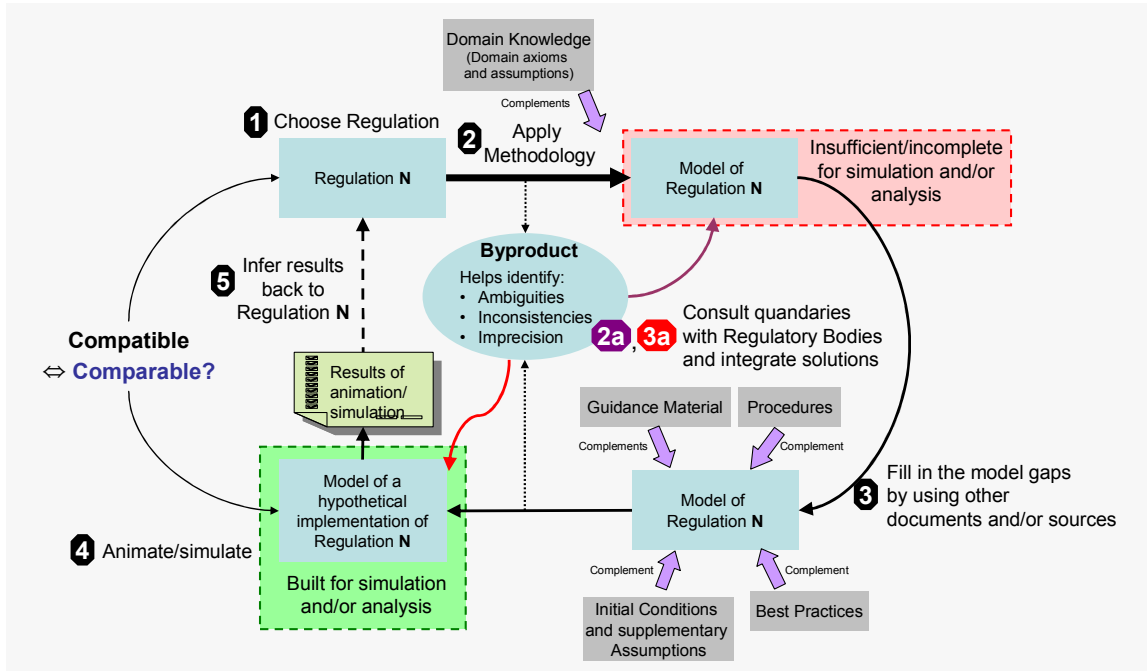 Domain Knowledge
(Domain axioms
and assumptions)
Complements
1 Choose Regulation
2 Apply
Methodology
Regulation N
Model of
Regulation N
Insufficient/incomplete
for simulation and/or
analysis
Byproduct
Helps identify:
• Ambiguities
• Inconsistencies
• Imprecision
5 Infer results
back to
Regulation N
2a, 3a Consult quandaries
with Regulatory Bodies
and integrate solutions
Compatible
⇔ Comparable?
Results of
animation/
simulation
Guidance Material
Procedures
Complements
Complement
Model of a
hypothetical
implementation of
Regulation N
Model of
Regulation N
3 Fill in the model gaps
by using other
documents and/or sources
4 Animate/simulate
Built for simulation
and/or analysis
Complement
Complement
Initial Conditions
and supplementary
Assumptions
Best Practices